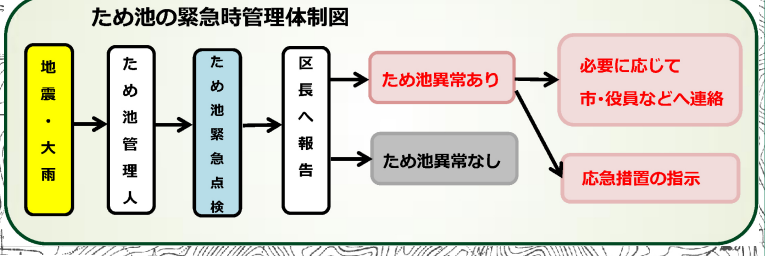 ため池の緊急時管理体制図
地震・大雨
ため池管理人
ため池緊急点検
区長へ報告
ため池異常あり
ため池異常なし
必要に応じて
市・役員などへ連絡
応急措置の指示